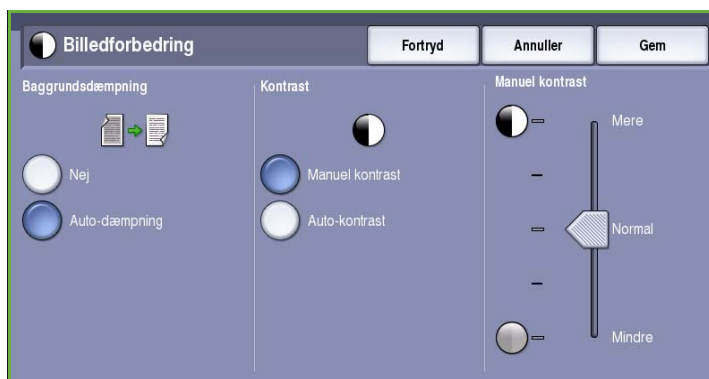 Billedforbedring
Fortryd
Annuller
Gem
Baggrundsdæmpning
Nej
Auto-dæmpning
Kontrast
Manuel kontrast
Auto-kontrast
Manuel kontrast
Mere
Normal
Mindre